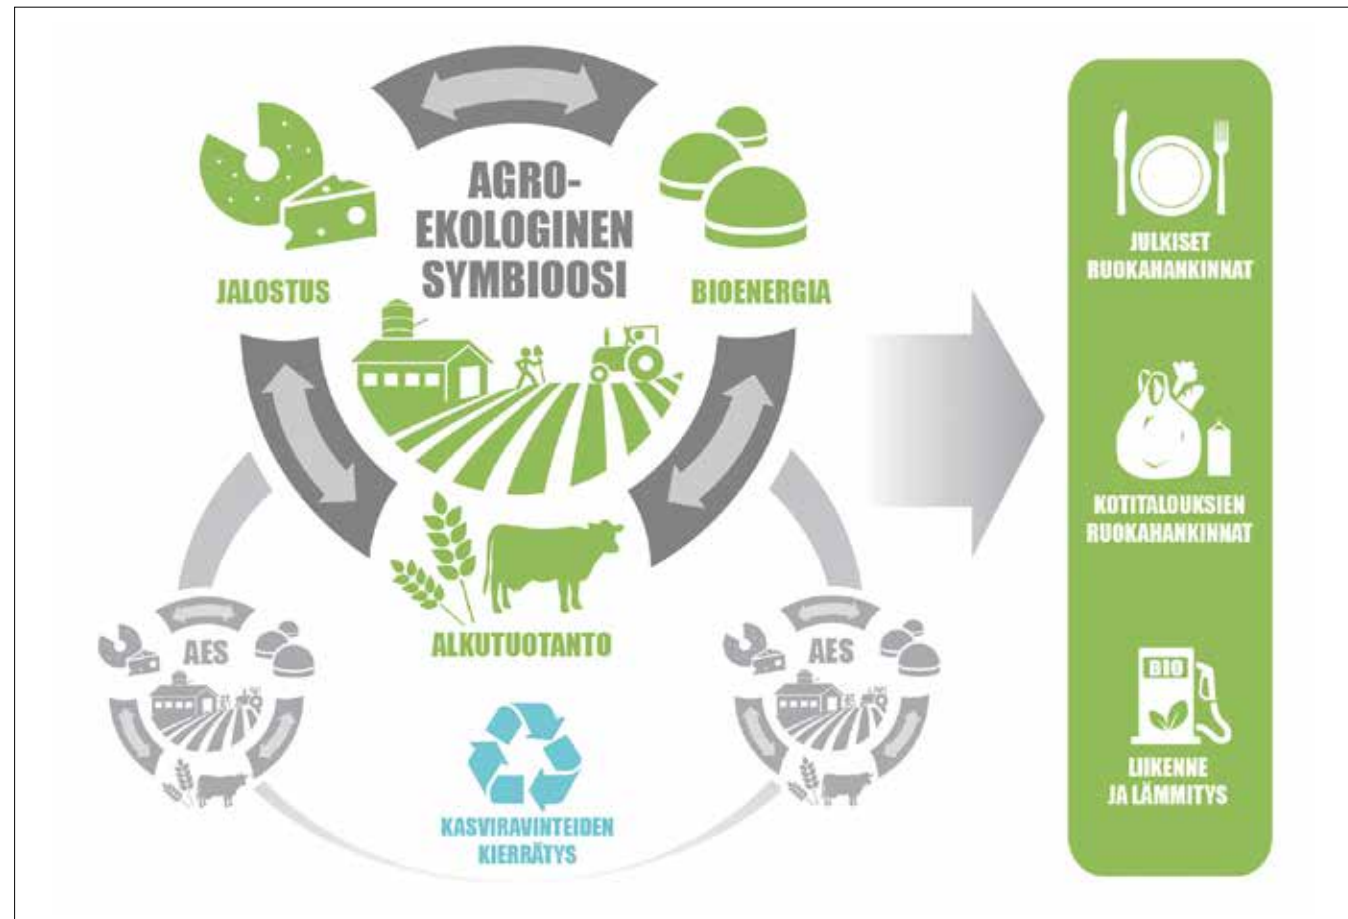 AGRO-
EKOLOGINEN
SYMBIOOSI
JALOSTUS
BIOENERGIA
ALKUTUOTANTO
AES
AES
KASVIRAVINTEIDEN
KIERRÄTYS
JULKISET
RUOKAHANKINNAT
KOTITALOUKSIEN
RUOKAHANKINNAT
BIO
LIIKENNE
JA LÄMMITYS